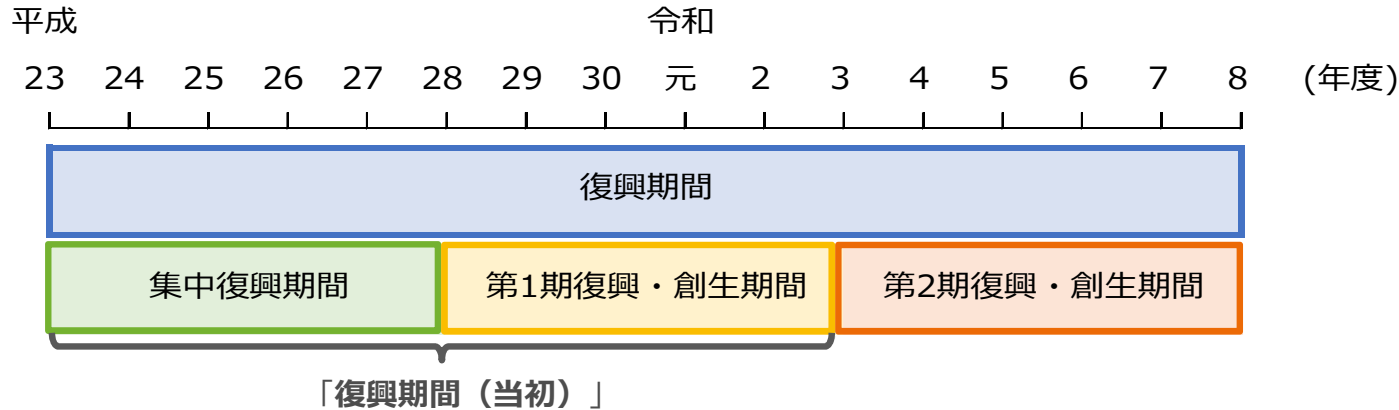 平成 令和
23 24 25 26 27 28 29 30 元 2 3 4 5 6 7 8 (年度)
復興期間
集中復興期間 第1期復興・創生期間 第2期復興・創生期間
「復興期間（当初）」